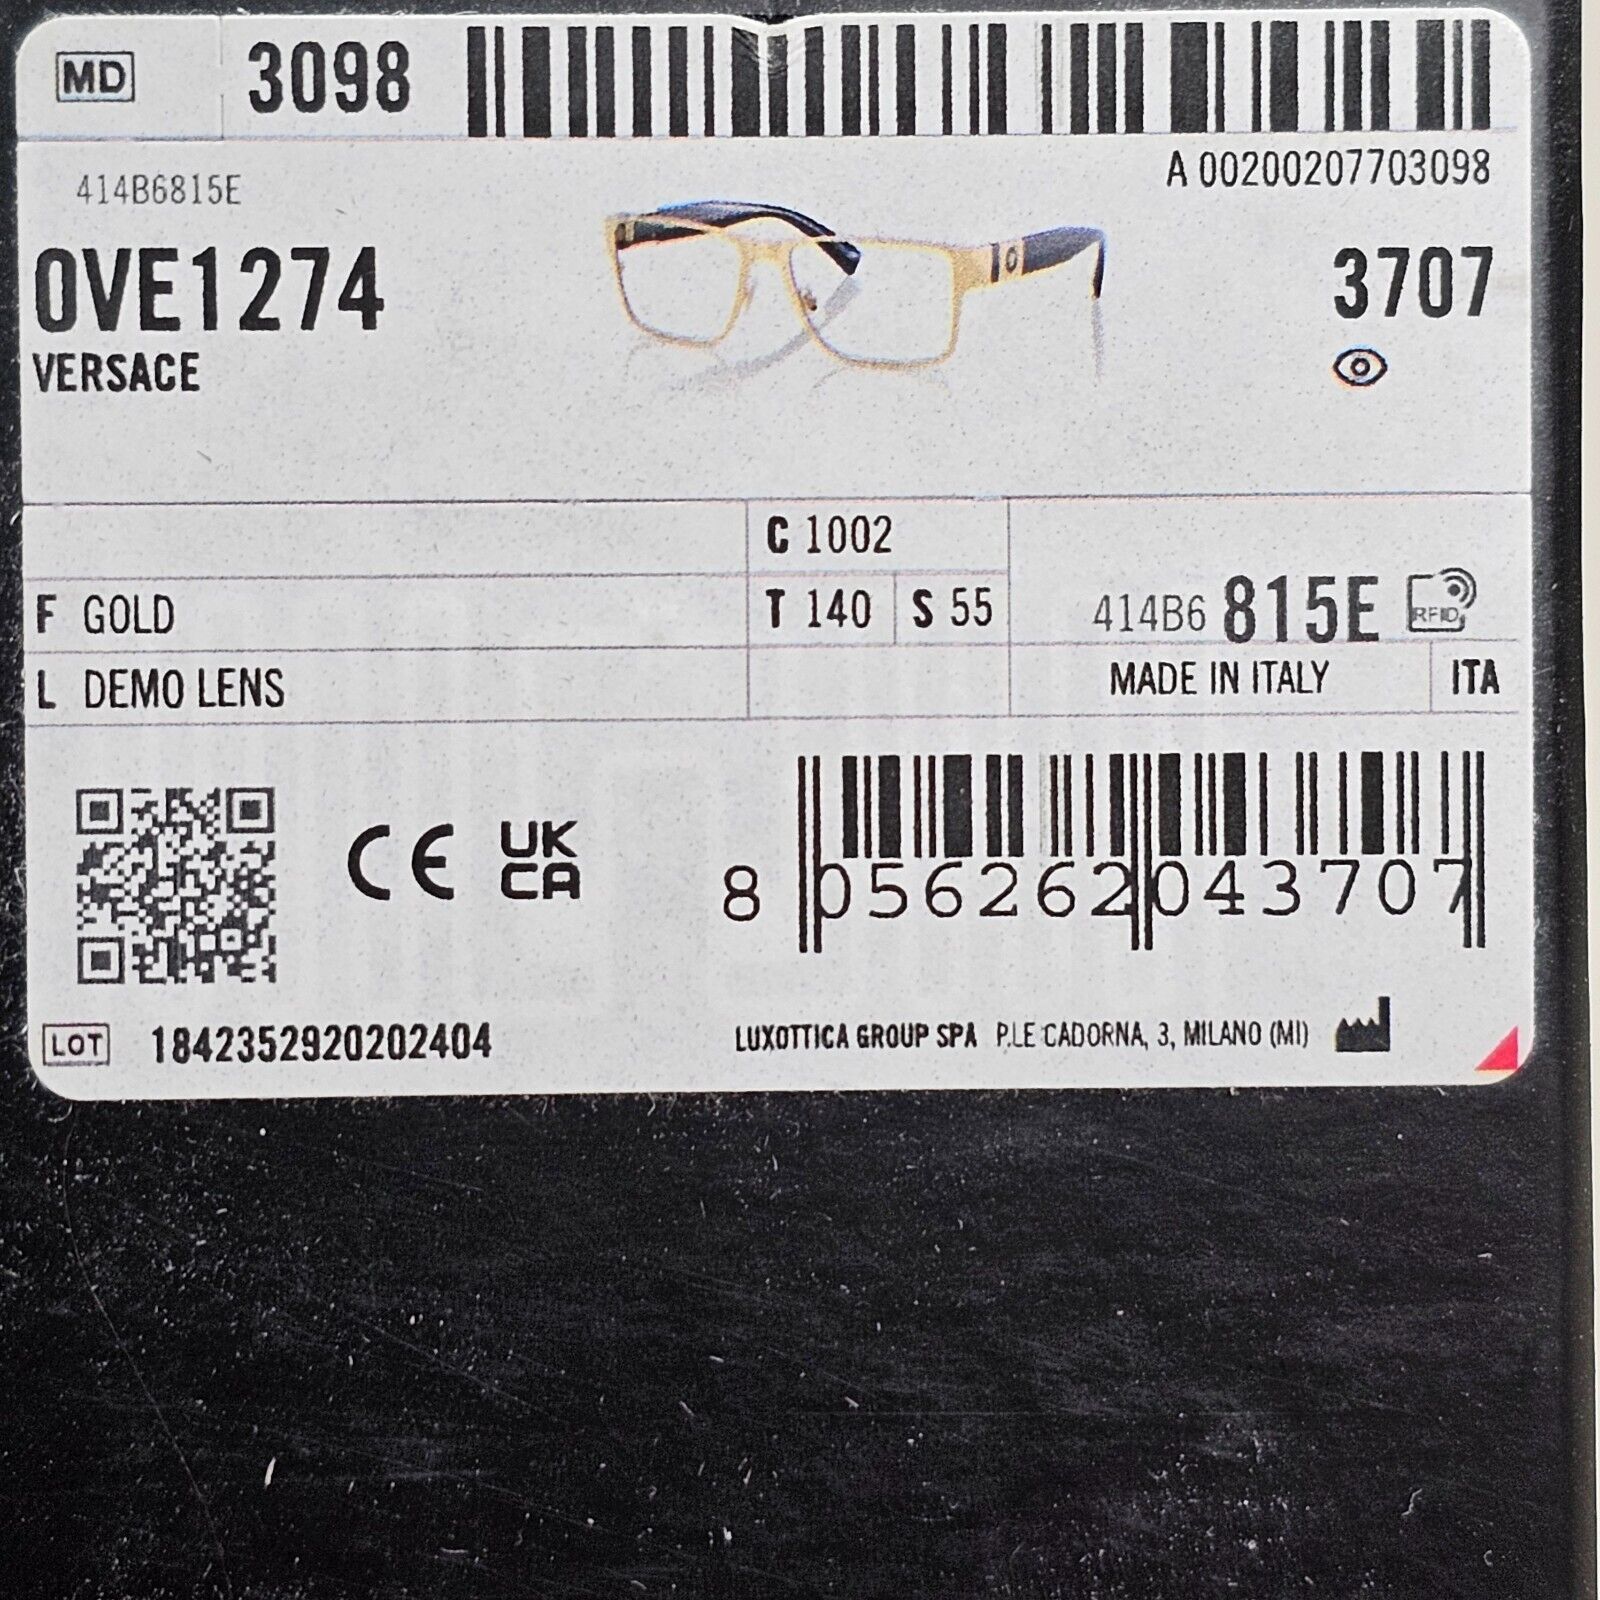 MD 3098
A 00200207703098
414B6815E
0VE1274 3707
VERSACE
C 1002
F GOLD T 140 S 55 414B6 815E RFID
L DEMO LENS MADE IN ITALY ITA
CE UK
CA
8 056262 043707
LOT 1842352920202404 LUXOTTICA GROUP SPA P.LE CADORNA, 3, MILANO (MI)